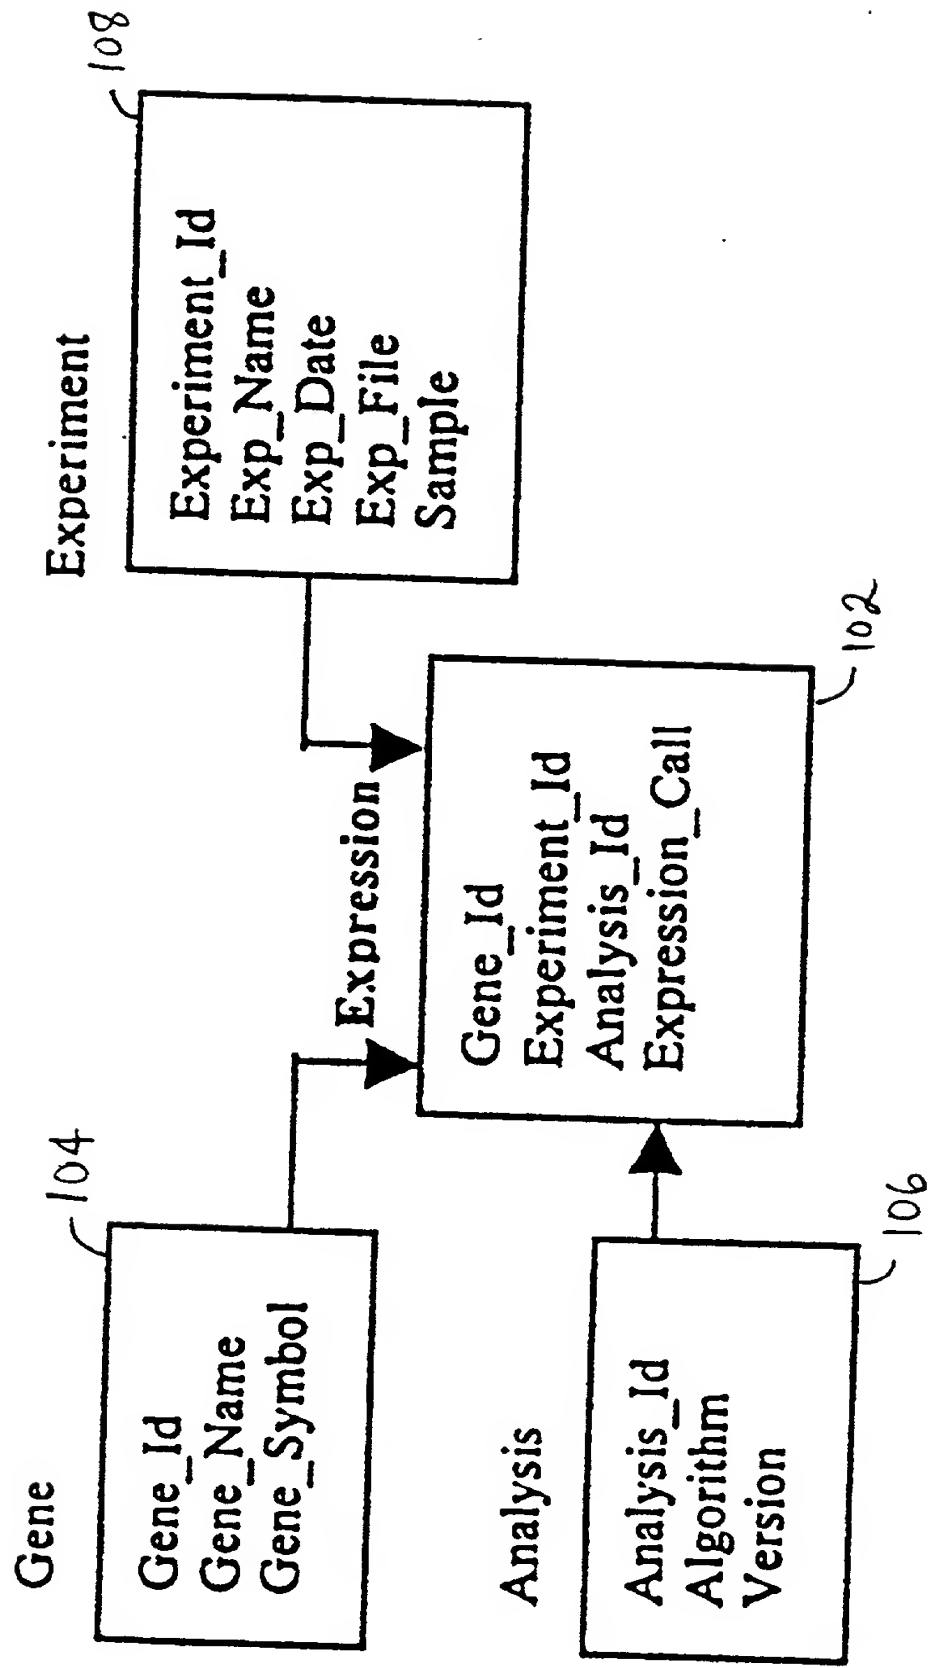 Gene
104
Gene_Id
Gene_Name
Gene_Symbol
Analysis
Analysis_Id
Algorithm
Version
106
Expression
Gene_Id
Experiment_Id
Analysis_Id
Expression_Call
102
Experiment
108
Experiment_Id
Exp_Name
Exp_Date
Exp_File
Sample